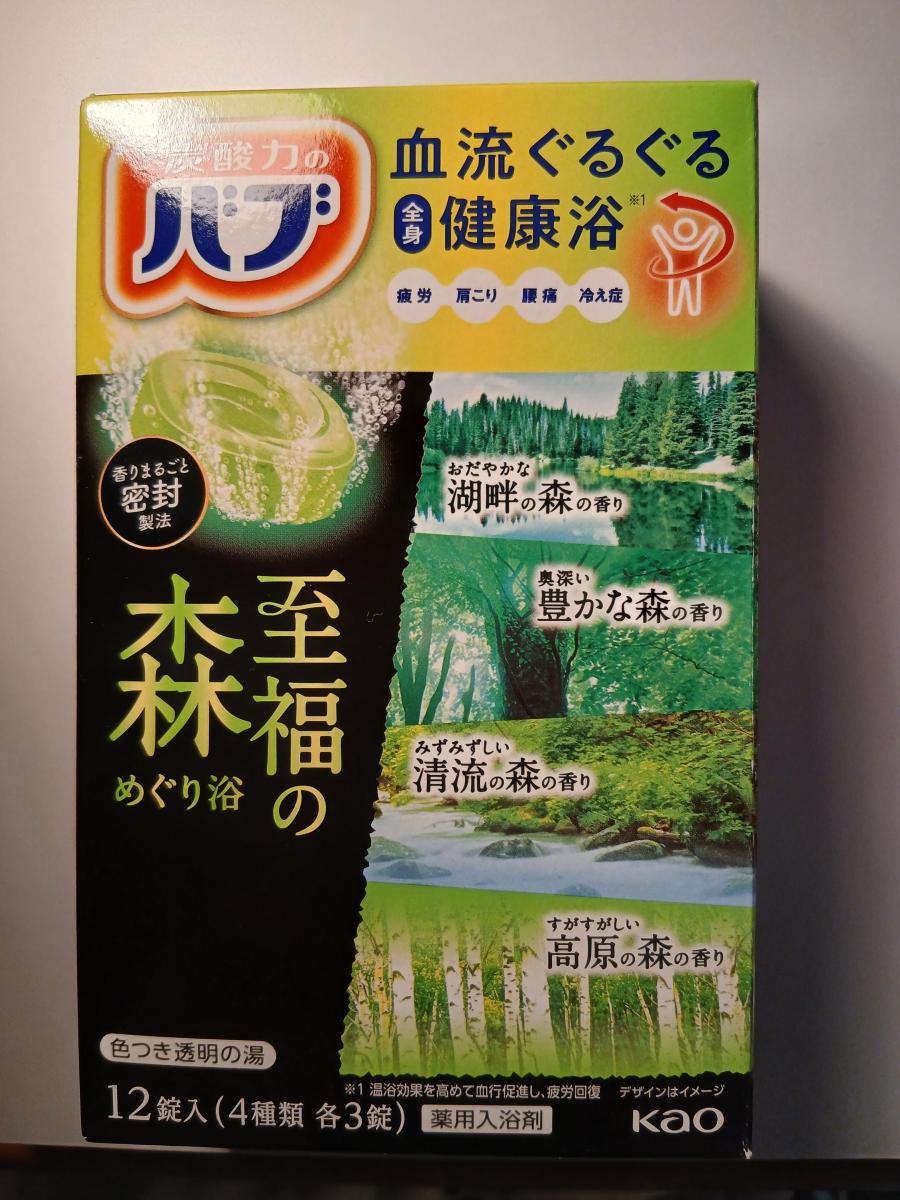 炭酸力の
バブ
血流ぐるぐる
全身
健康浴※1
疲労 肩こり 腰痛 冷え症
香りまるごと
密封
製法
至福の
森
めぐり浴
おだやかな
湖畔の森の香り
奥深い
豊かな森の香り
みずみずしい
清流の森の香り
すがすがしい
高原の森の香り
色つき透明の湯
※1 温浴効果を高めて血行促進し、疲労回復
デザインはイメージ
12錠入(4種類 各3錠)
薬用入浴剤
Kao